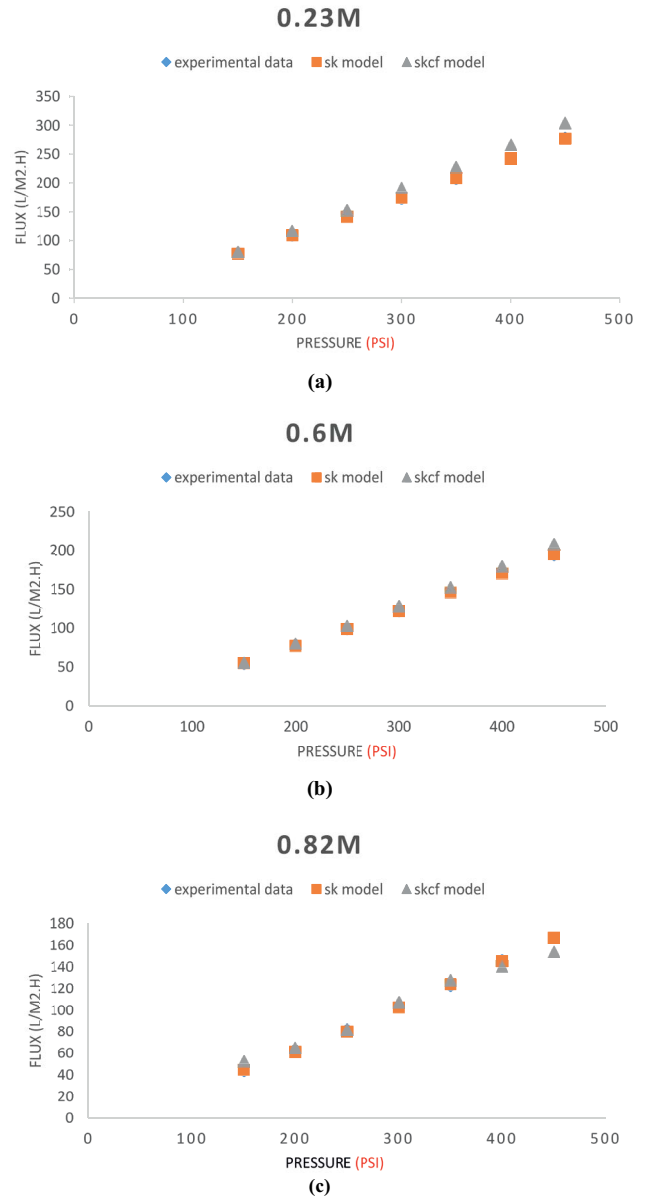 0.23M
experimental data sk model skcf model
350
300
250
200
150
100
50
0
FLUX (L/M2.H)
0 100 200 300 400 500
PRESSURE (PSI)
(a)
0.6M
experimental data sk model skcf model
250
200
150
100
50
0
FLUX (L/M2.H)
0 100 200 300 400 500
PRESSURE (PSI)
(b)
0.82M
experimental data sk model skcf model
180
160
140
120
100
80
60
40
20
0
FLUX (L/M2.H)
0 100 200 300 400 500
PRESSURE (PSI)
(c)